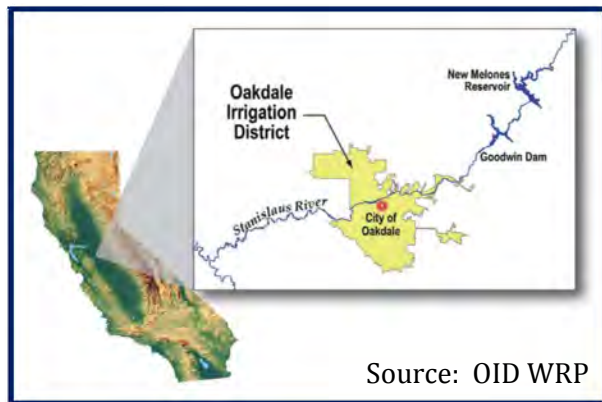 New Melones
Reservoir
Oakdale
Irrigation
District
Goodwin Dam
Stanislaus River
City of
Oakdale
Source: OID WRP